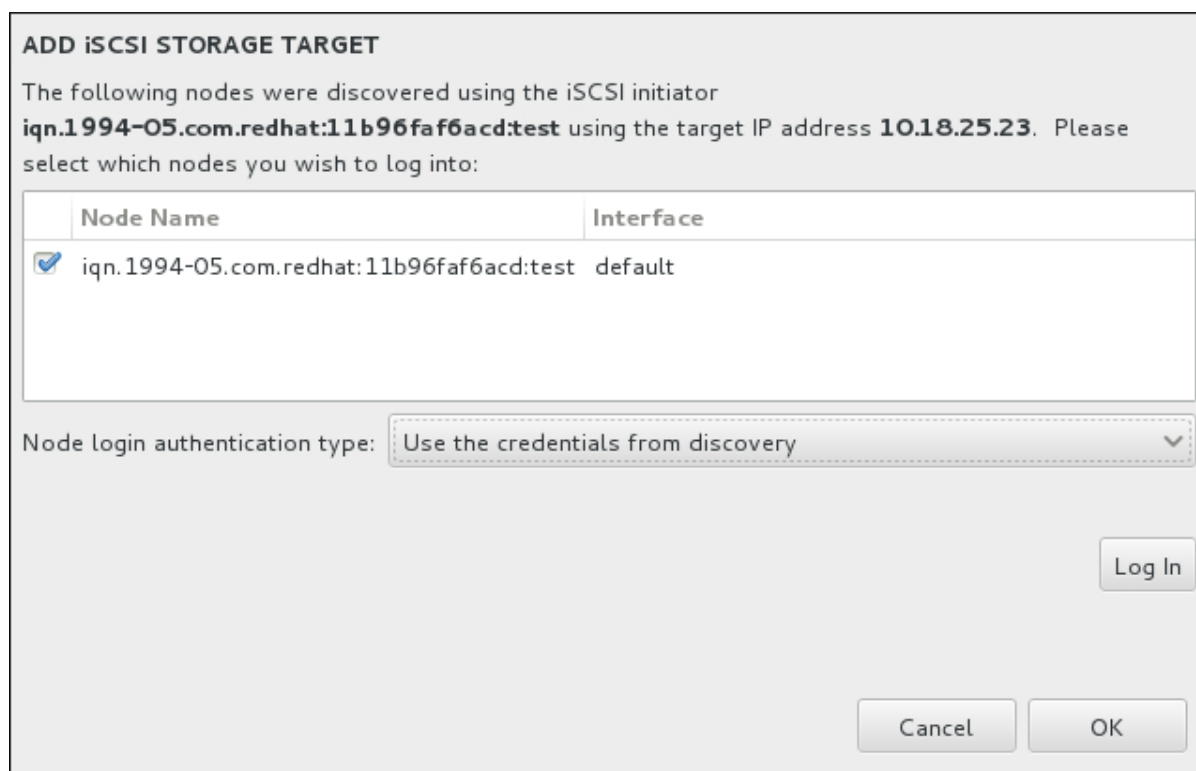 ADD iSCSI STORAGE TARGET
The following nodes were discovered using the iSCSI initiator
iqn.1994-05.com.redhat:11b96faf6acd:test using the target IP address 10.18.25.23. Please
select which nodes you wish to log into:
Node Name Interface
iqn.1994-05.com.redhat:11b96faf6acd:test default
Node login authentication type: Use the credentials from discovery
Log In
Cancel OK